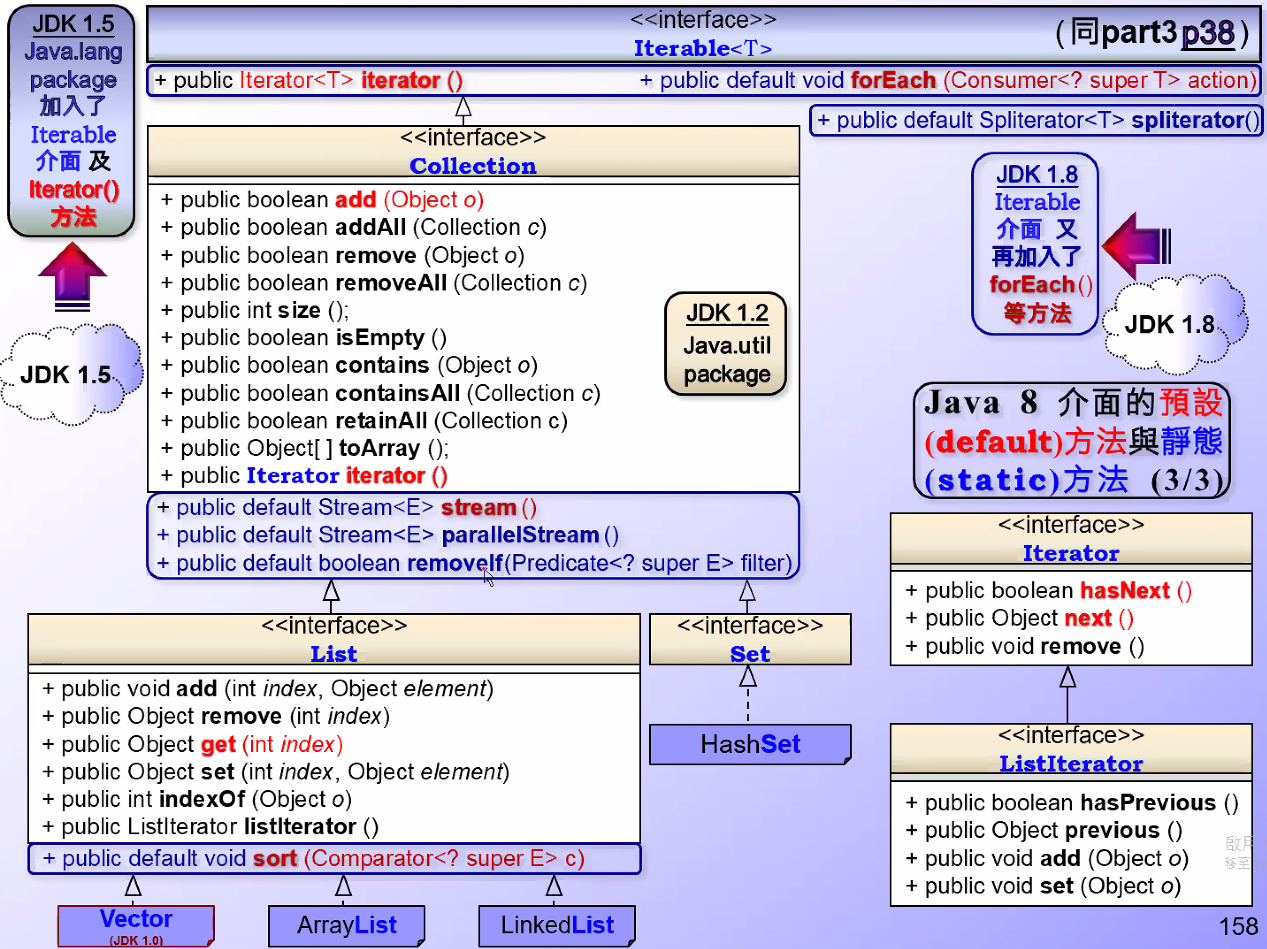 JDK 1.5
Java.lang
package
加入了
Iterable
介面 及
Iterator()
方法
JDK 1.5
<<interface>>
Iterable<T>
(同part3p38)
+ public Iterator<T> iterator ()
+ public default void forEach (Consumer<? super T> action)
+ public default Spliterator<T> spliterator()
<<interface>>
Collection
+ public boolean add (Object o)
+ public boolean addAll (Collection c)
+ public boolean remove (Object o)
+ public boolean removeAll (Collection c)
+ public int size ();
+ public boolean isEmpty ()
+ public boolean contains (Object o)
+ public boolean containsAll (Collection c)
+ public boolean retainAll (Collection c)
+ public Object[ ] toArray ();
+ public Iterator iterator ()
+ public default Stream<E> stream ()
+ public default Stream<E> parallelStream ()
+ public default boolean removeIf(Predicate<? super E> filter)
JDK 1.2
Java.util
package
JDK 1.8
Iterable
介面 又
再加入了
forEach()
等方法
JDK 1.8
Java 8 介面的預設
(default)方法與靜態
(static)方法 (3/3)
<<interface>>
List
+ public void add (int index, Object element)
+ public Object remove (int index)
+ public Object get (int index)
+ public Object set (int index, Object element)
+ public int indexOf (Object o)
+ public ListIterator listIterator ()
+ public default void sort (Comparator<? super E> c)
Vector
(JDK 1.0)
ArrayList
LinkedList
<<interface>>
Set
HashSet
<<interface>>
Iterator
+ public boolean hasNext ()
+ public Object next ()
+ public void remove ()
<<interface>>
ListIterator
+ public boolean hasPrevious ()
+ public Object previous ()
+ public void add (Object o)
+ public void set (Object o)
移至
158